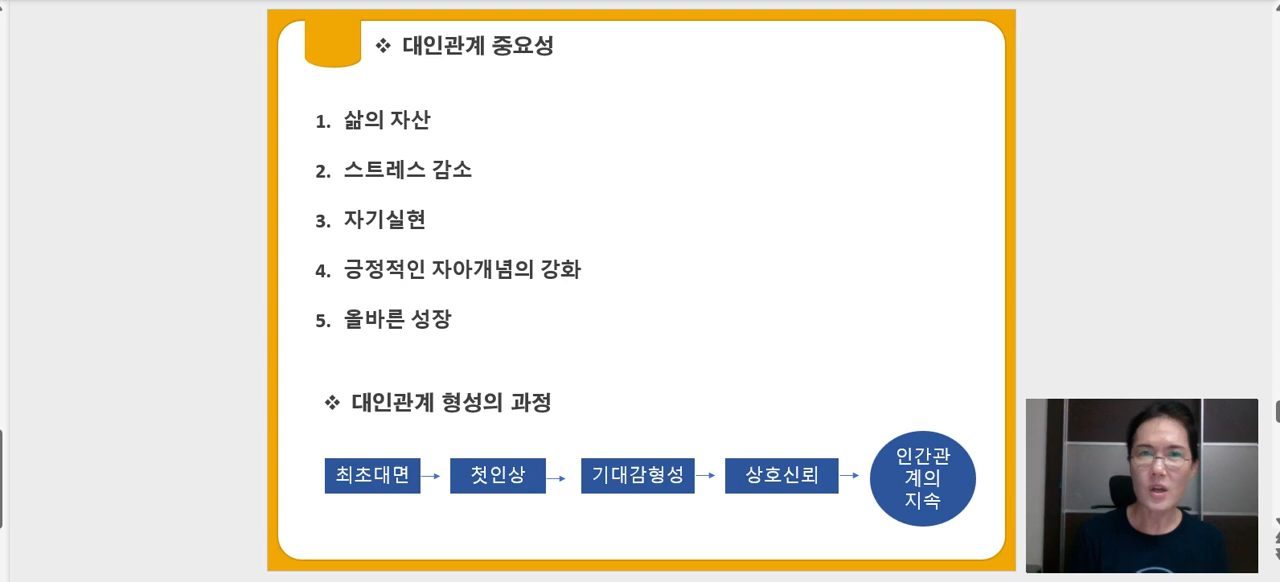 ❖ 대인관계 중요성
1. 삶의 자산
2. 스트레스 감소
3. 자기실현
4. 긍정적인 자아개념의 강화
5. 올바른 성장
❖ 대인관계 형성의 과정
최초대면
첫인상
기대감형성
상호신뢰
인간관
계의
지속